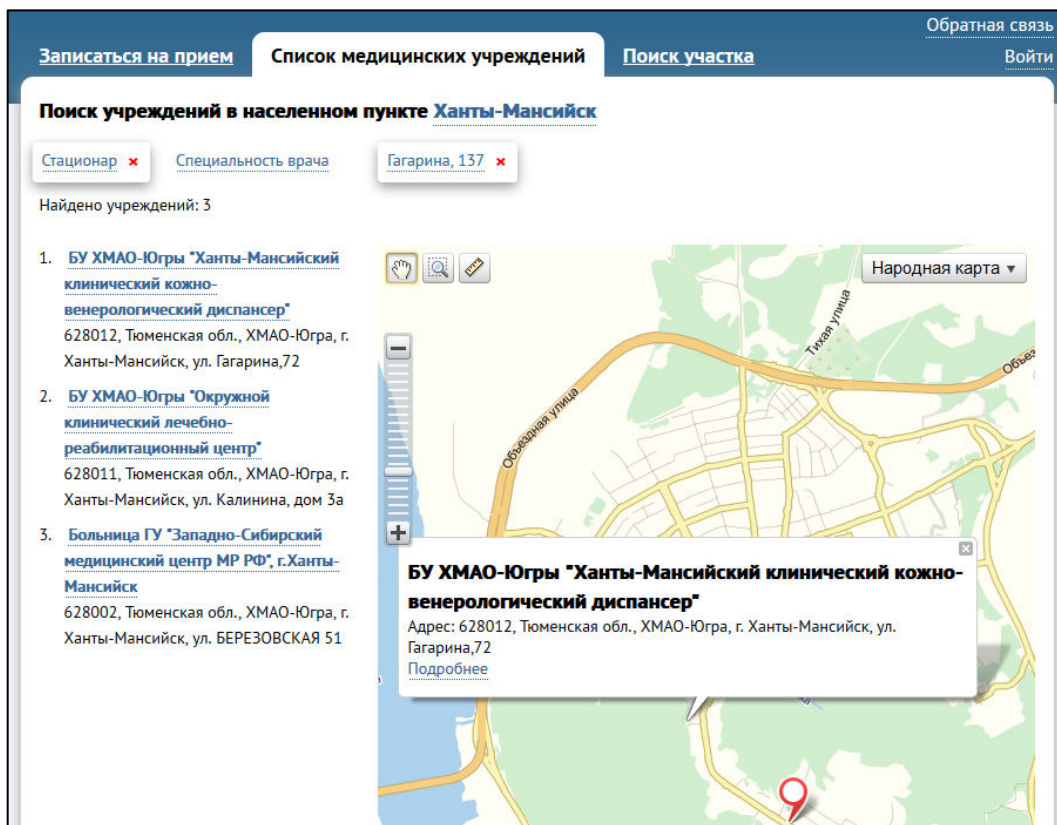 Обратная связь
Записаться на прием
Список медицинских учреждений
Поиск участка
Войти
Поиск учреждений в населенном пункте Ханты-Мансийск
Стационар
Специальность врача
Гагарина, 137
Найдено учреждений: 3
1. БУ ХМАО-Югры "Ханты-Мансийский
клинический кожно-
венерологический диспансер"
628012, Тюменская обл., ХМАО-Югра, г.
Ханты-Мансийск, ул. Гагарина,72
2. БУ ХМАО-Югры "Окружной
клинический лечебно-
реабилитационный центр"
628011, Тюменская обл., ХМАО-Югра, г.
Ханты-Мансийск, ул. Калинина, дом 3а
3. Больница ГУ "Западно-Сибирский
медицинский центр МР РФ", г.Ханты-
Мансийск
628002, Тюменская обл., ХМАО-Югра, г.
Ханты-Мансийск, ул. БЕРЕЗОВСКАЯ 51
Народная карта
Тихая улица
Объездная улица
БУ ХМАО-Югры "Ханты-Мансийский клинический кожно-
венерологический диспансер"
Адрес: 628012, Тюменская обл., ХМАО-Югра, г. Ханты-Мансийск, ул.
Гагарина,72
Подробнее